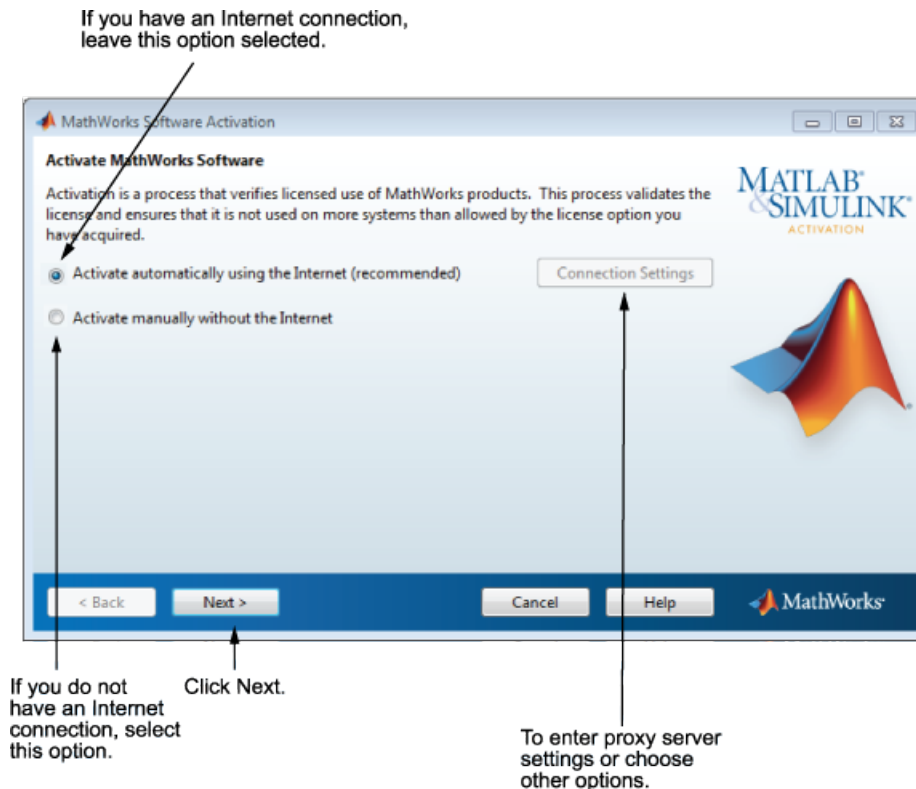 If you have an Internet connection,
leave this option selected.
MathWorks Software Activation
Activate MathWorks Software
Activation is a process that verifies licensed use of MathWorks products. This process validates the
license and ensures that it is not used on more systems than allowed by the license option you
have acquired.
MATLAB®
&SIMULINK®
ACTIVATION
Activate automatically using the Internet (recommended)
Connection Settings
Activate manually without the Internet
®
< Back
Next >
Cancel
Help
MathWorks®
If you do not
have an Internet
connection, select
this option.
Click Next.
To enter proxy server
settings or choose
other options.